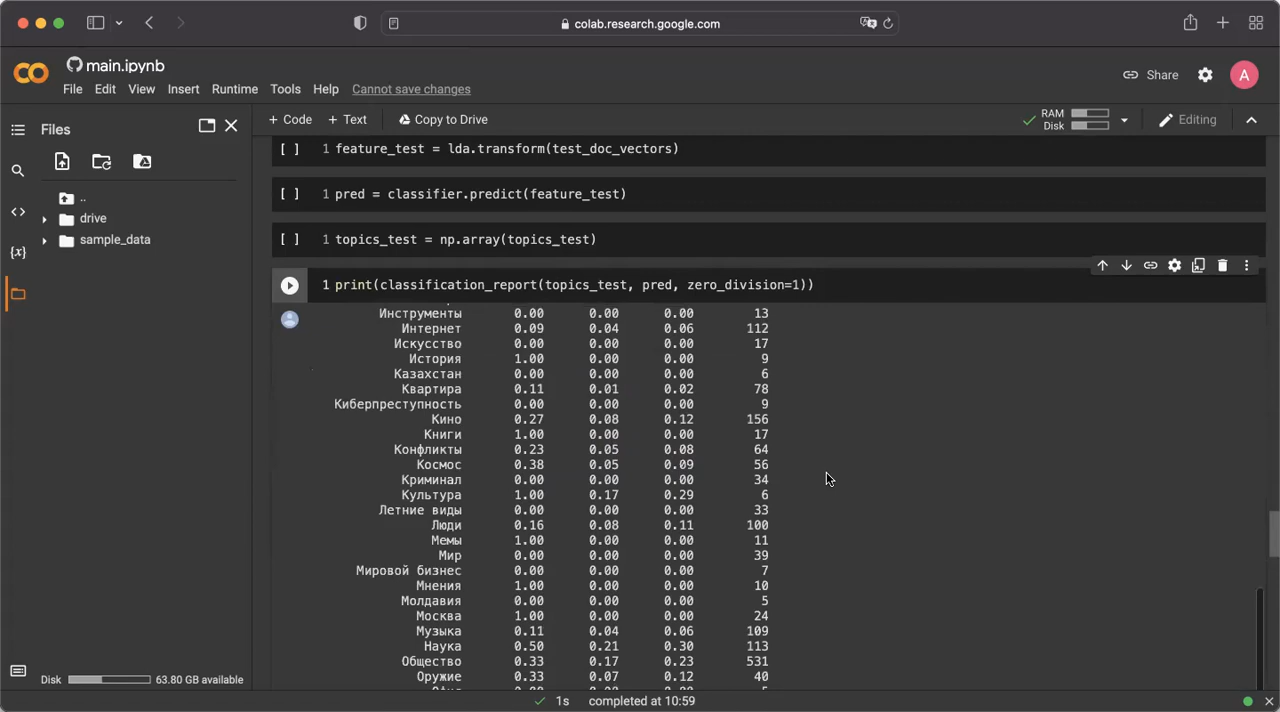 colab.research.google.com
main.ipynb
File Edit View Insert Runtime Tools Help Cannot save changes
Share
A
Files
+ Code + Text Copy to Drive
RAM
Disk
Editing
..
drive
sample_data
{x}
[ ] 1 feature_test = lda.transform(test_doc_vectors)
[ ] 1 pred = classifier.predict(feature_test)
[ ] 1 topics_test = np.array(topics_test)
1 print(classification_report(topics_test, pred, zero_division=1))
Инструменты 0.00 0.00 0.00 13
Интернет 0.09 0.04 0.06 112
Искусство 0.00 0.00 0.00 17
История 1.00 0.00 0.00 9
Казахстан 0.00 0.00 0.00 6
Квартира 0.11 0.01 0.02 78
Киберпреступность 0.00 0.00 0.00 9
Кино 0.27 0.08 0.12 156
Книги 1.00 0.00 0.00 17
Конфликты 0.23 0.05 0.08 64
Космос 0.38 0.05 0.09 56
Криминал 0.00 0.00 0.00 34
Культура 1.00 0.17 0.29 6
Летние виды 0.00 0.00 0.00 33
Люди 0.16 0.08 0.11 100
Мемы 1.00 0.00 0.00 11
Мир 0.00 0.00 0.00 39
Мировой бизнес 0.00 0.00 0.00 7
Мнения 1.00 0.00 0.00 10
Молдавия 0.00 0.00 0.00 5
Москва 1.00 0.00 0.00 24
Музыка 0.11 0.04 0.06 109
Наука 0.50 0.21 0.30 113
Общество 0.33 0.17 0.23 531
Оружие 0.33 0.07 0.12 40
Disk 63.80 GB available
1s completed at 10:59